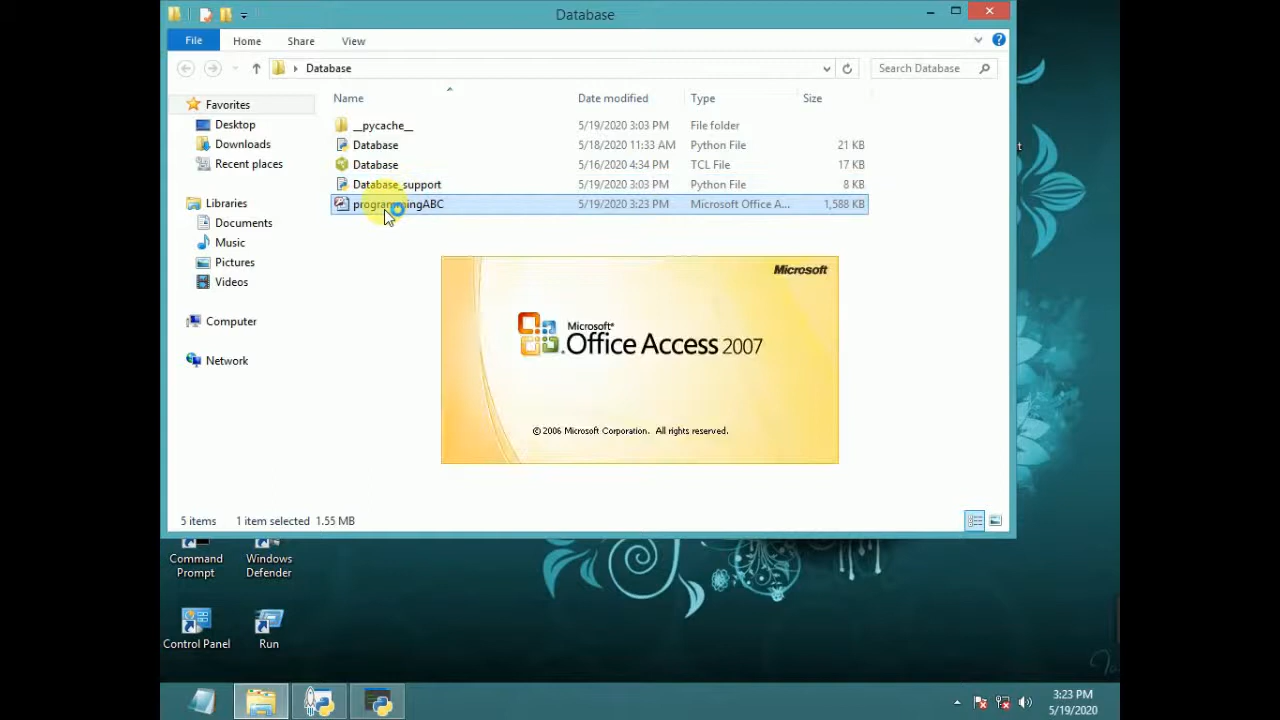 Database
File Home Share View
Database Search Database
Name Date modified Type Size
Favorites
Desktop
Downloads
Recent places
Libraries
Documents
Music
Pictures
Videos
Computer
Network
__pycache__ 5/19/2020 3:03 PM File folder
Database 5/18/2020 11:33 AM Python File 21 KB
Database 5/16/2020 4:34 PM TCL File 17 KB
Database_support 5/19/2020 3:03 PM Python File 8 KB
programmingABC 5/19/2020 3:23 PM Microsoft Office A... 1,588 KB
Microsoft
Microsoft®
Office Access 2007
© 2006 Microsoft Corporation. All rights reserved.
5 items 1 item selected 1.55 MB
Command
Prompt
Windows
Defender
Control Panel
Run
3:23 PM
5/19/2020